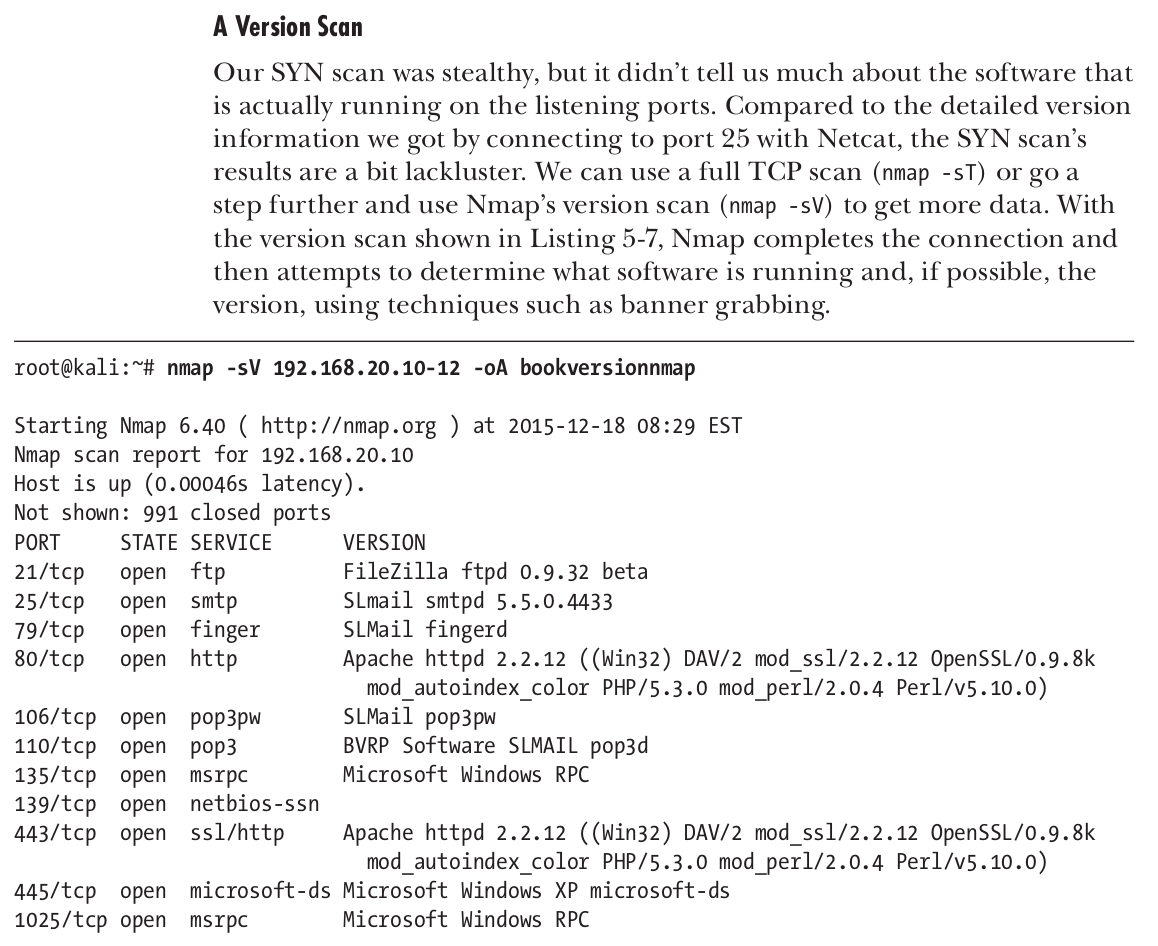 A Version Scan
Our SYN scan was stealthy, but it didn’t tell us much about the software that
is actually running on the listening ports. Compared to the detailed version
information we got by connecting to port 25 with Netcat, the SYN scan’s
results are a bit lackluster. We can use a full TCP scan (nmap -sT) or go a
step further and use Nmap’s version scan (nmap -sV) to get more data. With
the version scan shown in Listing 5-7, Nmap completes the connection and
then attempts to determine what software is running and, if possible, the
version, using techniques such as banner grabbing.
root@kali:~# nmap -sV 192.168.20.10-12 -oA bookversionnmap
Starting Nmap 6.40 ( http://nmap.org ) at 2015-12-18 08:29 EST
Nmap scan report for 192.168.20.10
Host is up (0.00046s latency).
Not shown: 991 closed ports
PORT     STATE SERVICE      VERSION
21/tcp   open  ftp          FileZilla ftpd 0.9.32 beta
25/tcp   open  smtp         SLmail smtpd 5.5.0.4433
79/tcp   open  finger       SLMail fingerd
80/tcp   open  http         Apache httpd 2.2.12 ((Win32) DAV/2 mod_ssl/2.2.12 OpenSSL/0.9.8k
mod_autoindex_color PHP/5.3.0 mod_perl/2.0.4 Perl/v5.10.0)
106/tcp  open  pop3pw       SLMail pop3pw
110/tcp  open  pop3         BVRP Software SLMAIL pop3d
135/tcp  open  msrpc        Microsoft Windows RPC
139/tcp  open  netbios-ssn
443/tcp  open  ssl/http     Apache httpd 2.2.12 ((Win32) DAV/2 mod_ssl/2.2.12 OpenSSL/0.9.8k
mod_autoindex_color PHP/5.3.0 mod_perl/2.0.4 Perl/v5.10.0)
445/tcp  open  microsoft-ds Microsoft Windows XP microsoft-ds
1025/tcp open  msrpc        Microsoft Windows RPC